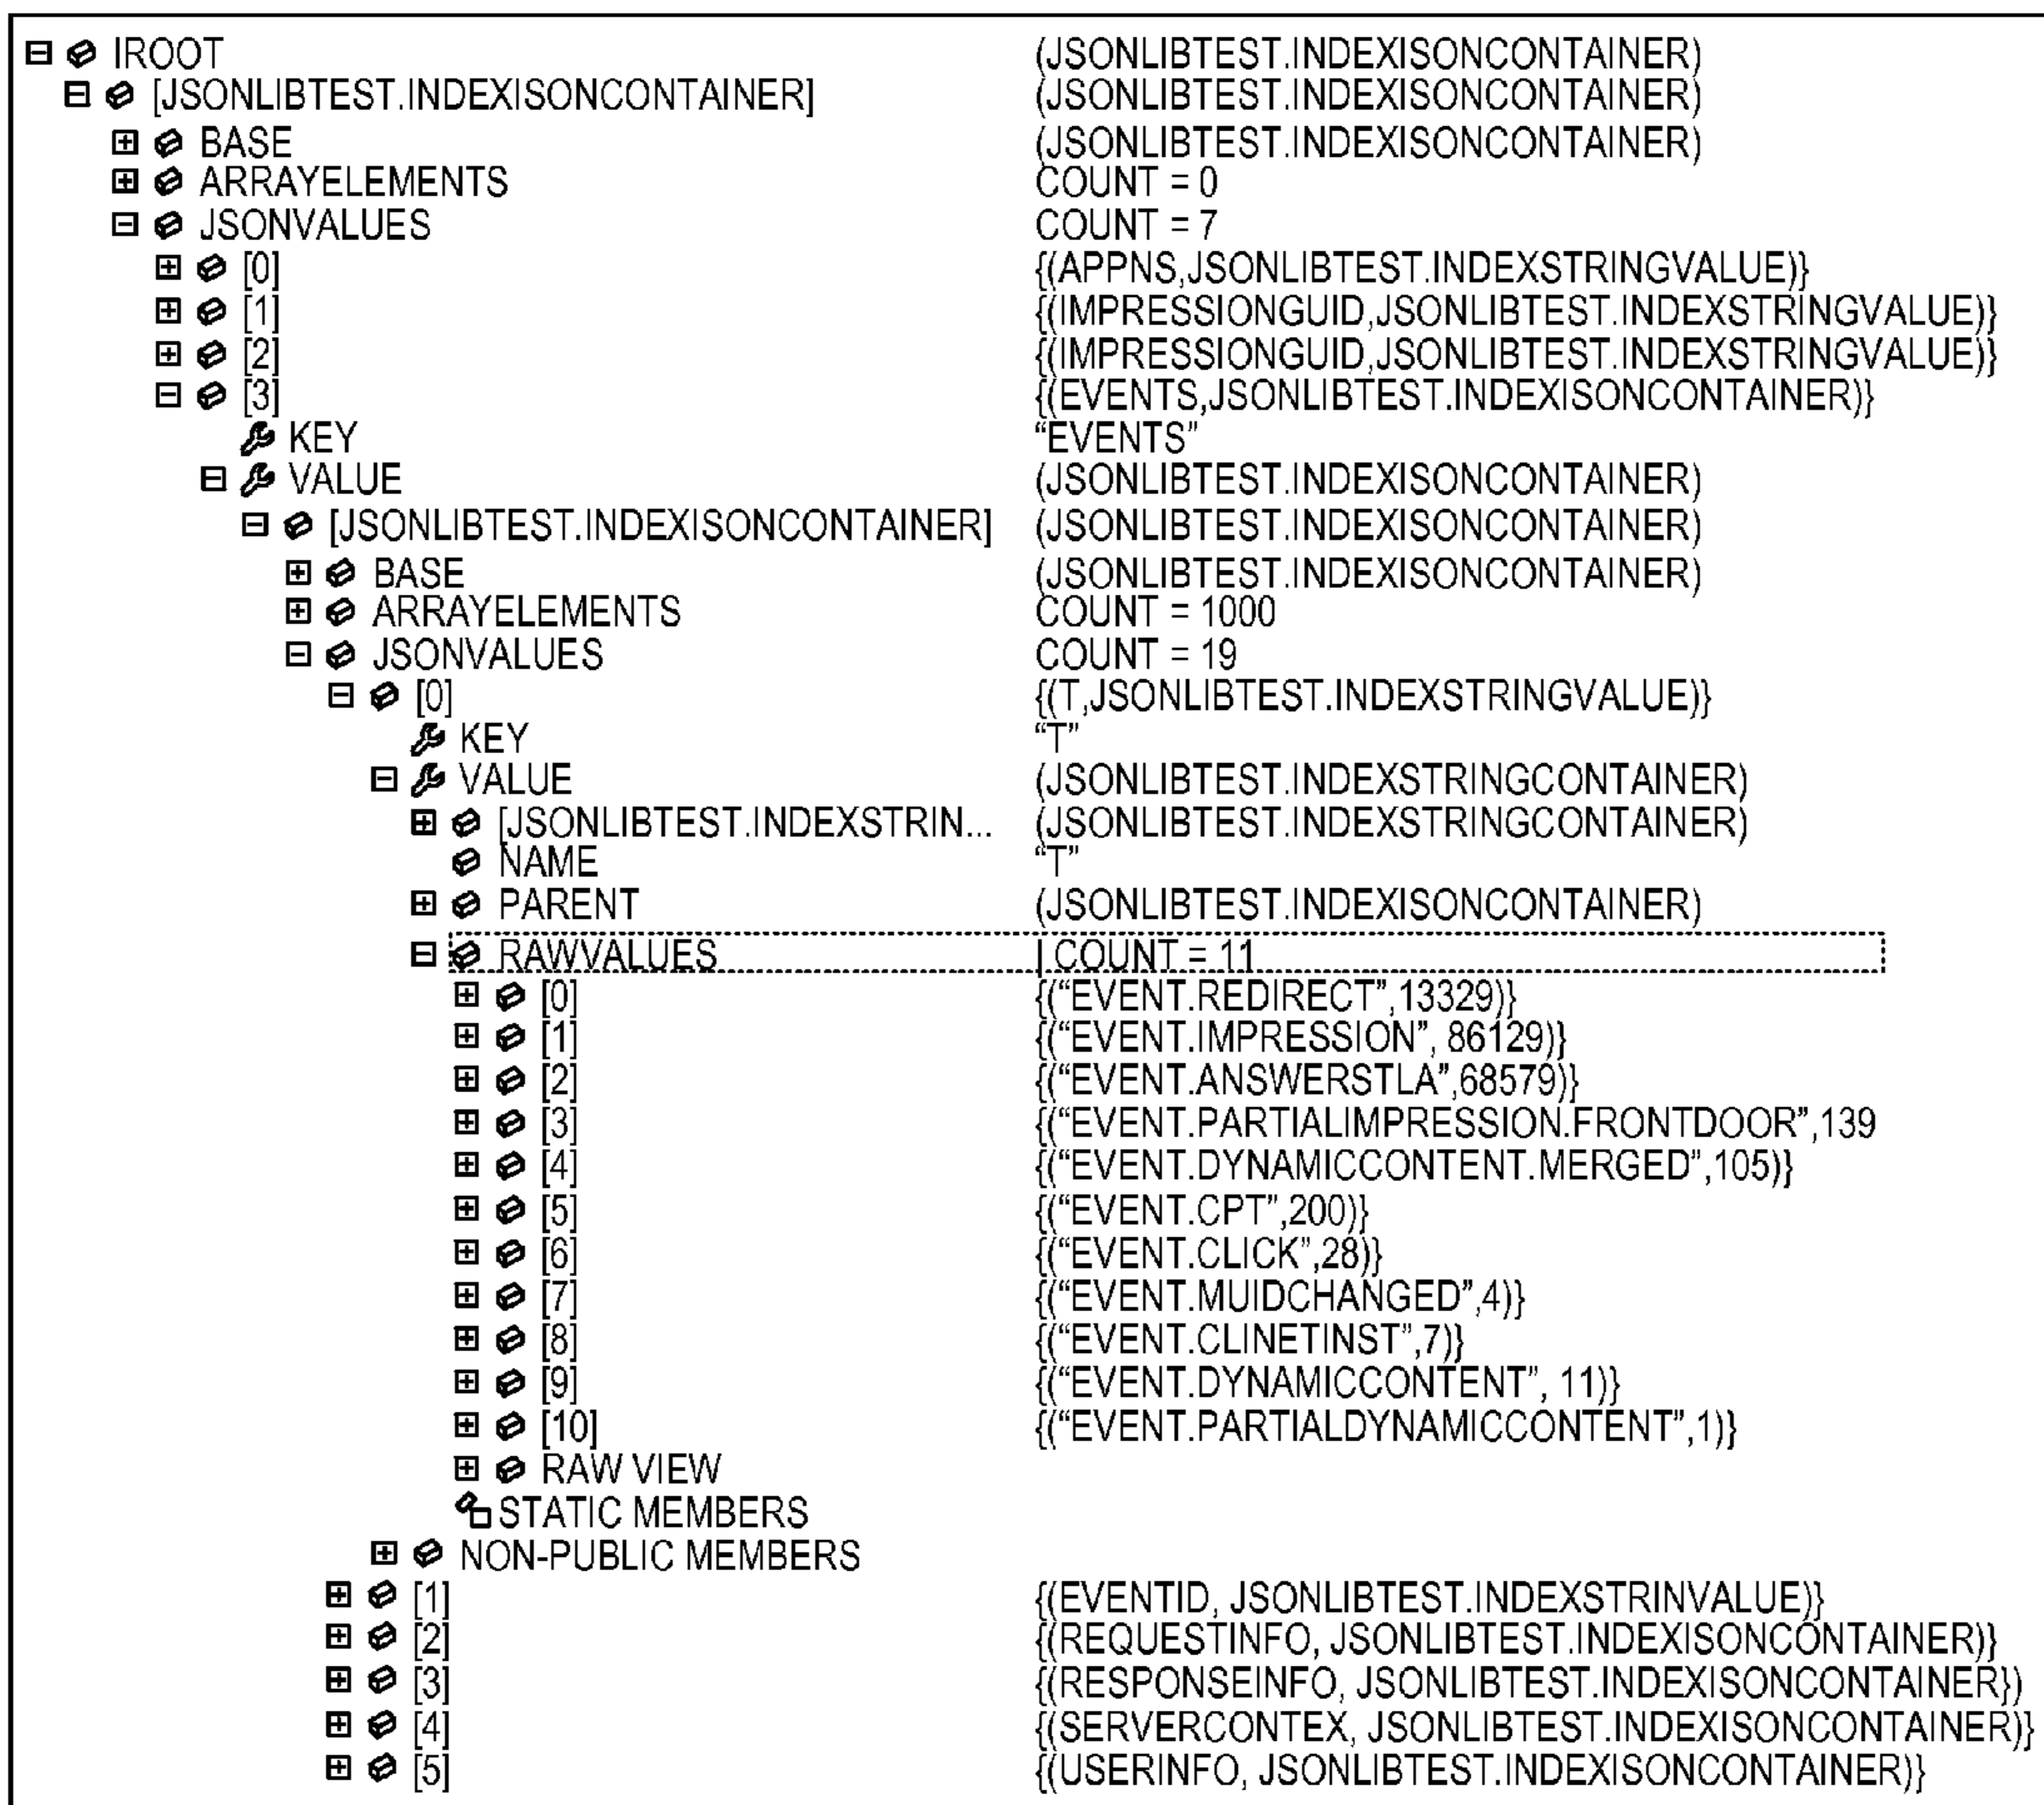 IROOT (JSONLIBTEST.INDEXISONCONTAINER)
[JSONLIBTEST.INDEXISONCONTAINER] (JSONLIBTEST.INDEXISONCONTAINER)
BASE (JSONLIBTEST.INDEXISONCONTAINER)
ARRAYELEMENTS COUNT = 0
JSONVALUES COUNT = 7
[0] {(APPNS,JSONLIBTEST.INDEXSTRINGVALUE)}
[1] {(IMPRESSIONGUID,JSONLIBTEST.INDEXSTRINGVALUE)}
[2] {(IMPRESSIONGUID,JSONLIBTEST.INDEXSTRINGVALUE)}
[3] {(EVENTS,JSONLIBTEST.INDEXISONCONTAINER)}
KEY “EVENTS”
VALUE (JSONLIBTEST.INDEXISONCONTAINER)
[JSONLIBTEST.INDEXISONCONTAINER] (JSONLIBTEST.INDEXISONCONTAINER)
BASE (JSONLIBTEST.INDEXISONCONTAINER)
ARRAYELEMENTS COUNT = 1000
JSONVALUES COUNT = 19
[0] {(T,JSONLIBTEST.INDEXSTRINGVALUE)}
KEY “T”
VALUE (JSONLIBTEST.INDEXSTRINGCONTAINER)
[JSONLIBTEST.INDEXSTRIN... (JSONLIBTEST.INDEXSTRINGCONTAINER)
NAME “T”
PARENT (JSONLIBTEST.INDEXISONCONTAINER)
RAWVALUES | COUNT = 11
[0] {(“EVENT.REDIRECT”,13329)}
[1] {(“EVENT.IMPRESSION”, 86129)}
[2] {(“EVENT.ANSWERSTLA”,68579)}
[3] {(“EVENT.PARTIALIMPRESSION.FRONTDOOR”,139
[4] {(“EVENT.DYNAMICCONTENT.MERGED”,105)}
[5] {(“EVENT.CPT”,200)}
[6] {(“EVENT.CLICK”,28)}
[7] {(“EVENT.MUIDCHANGED”,4)}
[8] {(“EVENT.CLINETINST”,7)}
[9] {(“EVENT.DYNAMICCONTENT”, 11)}
[10] {(“EVENT.PARTIALDYNAMICCONTENT”,1)}
RAW VIEW
STATIC MEMBERS
NON-PUBLIC MEMBERS
[1] {(EVENTID, JSONLIBTEST.INDEXSTRINVALUE)}
[2] {(REQUESTINFO, JSONLIBTEST.INDEXISONCONTAINER)}
[3] {(RESPONSEINFO, JSONLIBTEST.INDEXISONCONTAINER})
[4] {(SERVERCONTEX, JSONLIBTEST.INDEXISONCONTAINER)}
[5] {(USERINFO, JSONLIBTEST.INDEXISONCONTAINER)}